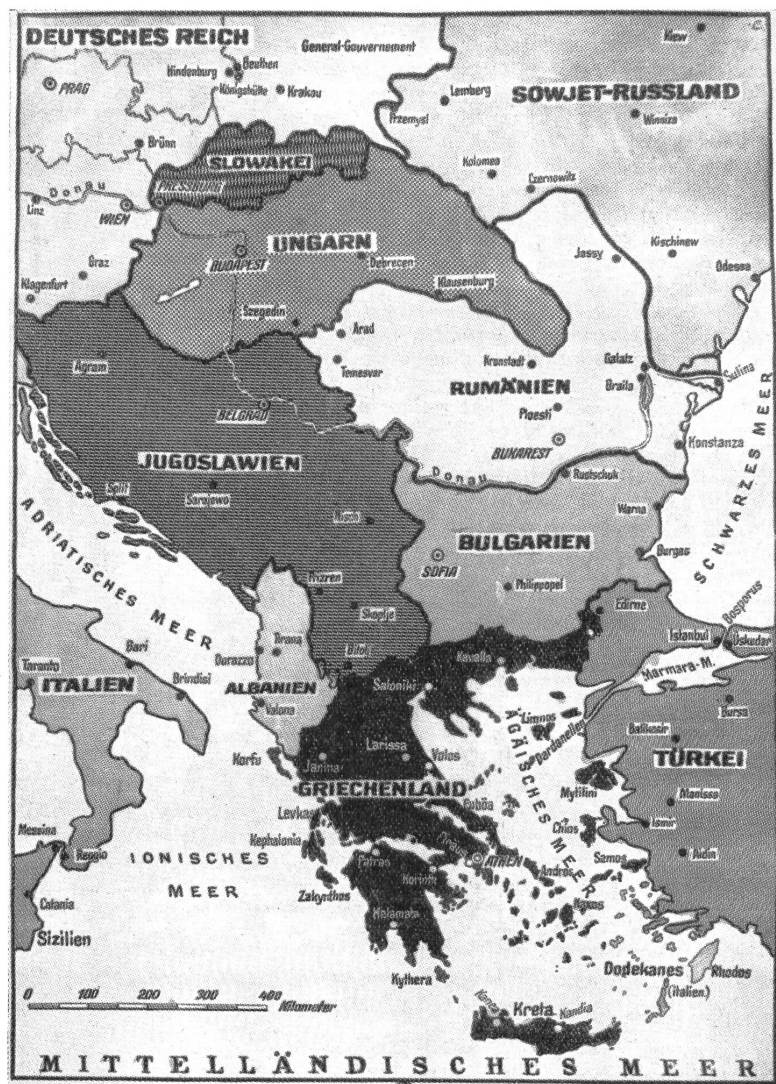 DEUTSCHES REICH
General-Gouvernement
Kiew
Hindenburg
Beuthen
Königshütte
Krakau
PRAG
Lemberg
Przemysl
SOWJET-RUSSLAND
Winniza
Brünn
SLOWAKEI
Kolomea
Czernowitz
Donau
PRESSBURG
Linz
WIEN
UNGARN
BUDAPEST
Debrecen
Jassy
Kischinew
Odessa
Graz
Klagenfurt
Klausenburg
Szegedin
Arad
Agram
Temesvar
Kronstadt
Galatz
Braila
Sulina
RUMÄNIEN
Ploesti
BELGRAD
BUKAREST
Konstanza
JUGOSLAWIEN
Donau
Rustschuk
SCHWARZES MEER
Split
Sarajewo
Nisch
Warna
BULGARIEN
ADRIATISCHES MEER
SOFIA
Burgas
Prizren
Philippopel
Skoplje
Edirne
Bosporus
Bari
Durazzo
Tirana
Bitolj
Kavalla
Istanbul
Üsküdar
Taranto
Brindisi
Saloniki
Marmara-M.
ITALIEN
ALBANIEN
Valona
Limnos
Dardanellen
Bursa
ÄGÄISCHES MEER
Balikesir
Korfu
Janina
Larissa
Volos
TÜRKEI
GRIECHENLAND
Mytilini
Manissa
Levkas
Euböa
Chios
Ismir
Messina
Reggio
IONISCHES
MEER
Kephalonia
Patras
Korinth
ATHEN
Andros
Samos
Aidin
Zakynthos
Naxos
Catania
Kalamata
Sizilien
Kythera
Dodekanes
(italien.)
Rhodos
0 100 200 300 400
Kilometer
Kreta
Kandia
MITTELLÄNDISCHES MEER